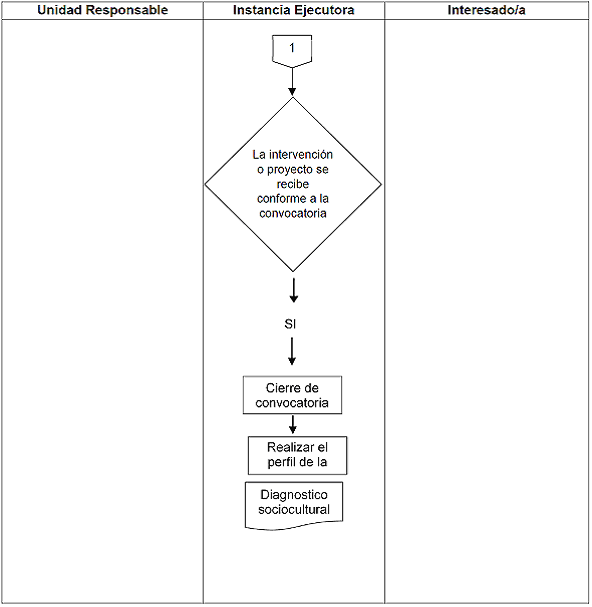 Unidad Responsable
Instancia Ejecutora
Interesado/a
1
La intervención
o proyecto se
recibe
conforme a la
convocatoria
SI
Cierre de
convocatoria
Realizar el
perfil de la
Diagnostico
sociocultural